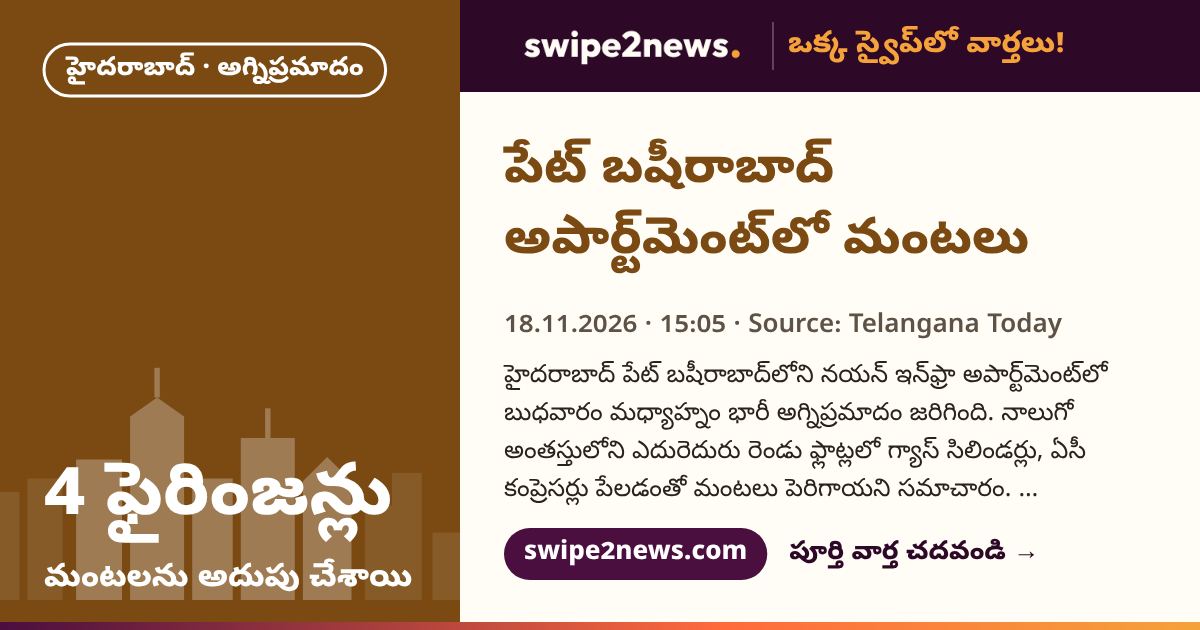 హైదరాబాద్ · అగ్నిప్రమాదం
4 ఫైరింజన్లు
మంటలను అదుపు చేశాయి
swipe2news.
ఒక్క స్వైప్‌లో వార్తలు!
పేట్ బషీరాబాద్
అపార్ట్‌మెంట్‌లో మంటలు
18.11.2026 · 15:05 · Source: Telangana Today
హైదరాబాద్ పేట్ బషీరాబాద్‌లోని నయన్ ఇన్‌ఫ్రా అపార్ట్‌మెంట్‌లో
బుధవారం మధ్యాహ్నం భారీ అగ్నిప్రమాదం జరిగింది. నాలుగో
అంతస్తులోని ఎదురెదురు రెండు ఫ్లాట్లలో గ్యాస్ సిలిండర్లు, ఏసీ
కంప్రెసర్లు పేలడంతో మంటలు పెరిగాయని సమాచారం. ...
swipe2news.com
పూర్తి వార్త చదవండి →